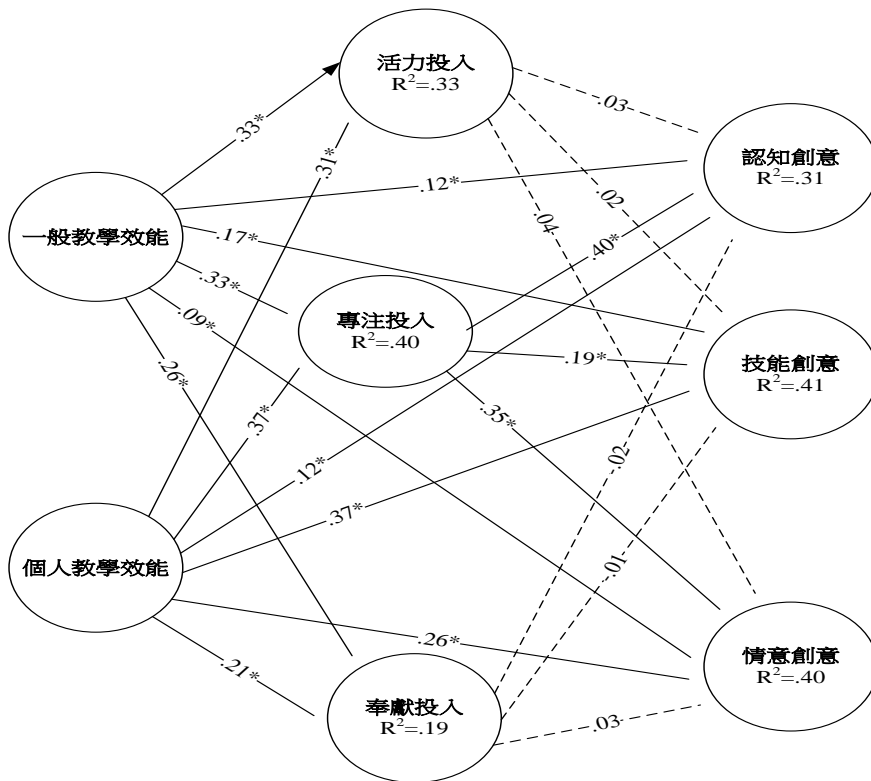 活力投入
R²=.33
.03
.33*
.31*
認知創意
R²=.31
.12*
.02
.04
一般教學效能
.17*
.40*
.33*
專注投入
R²=.40
.09*
.19*
技能創意
R²=.41
.26*
.37*
.35*
.12*
.02
.37*
.01
個人教學效能
.26*
.21*
情意創意
R²=.40
奉獻投入
R²=.19
.03